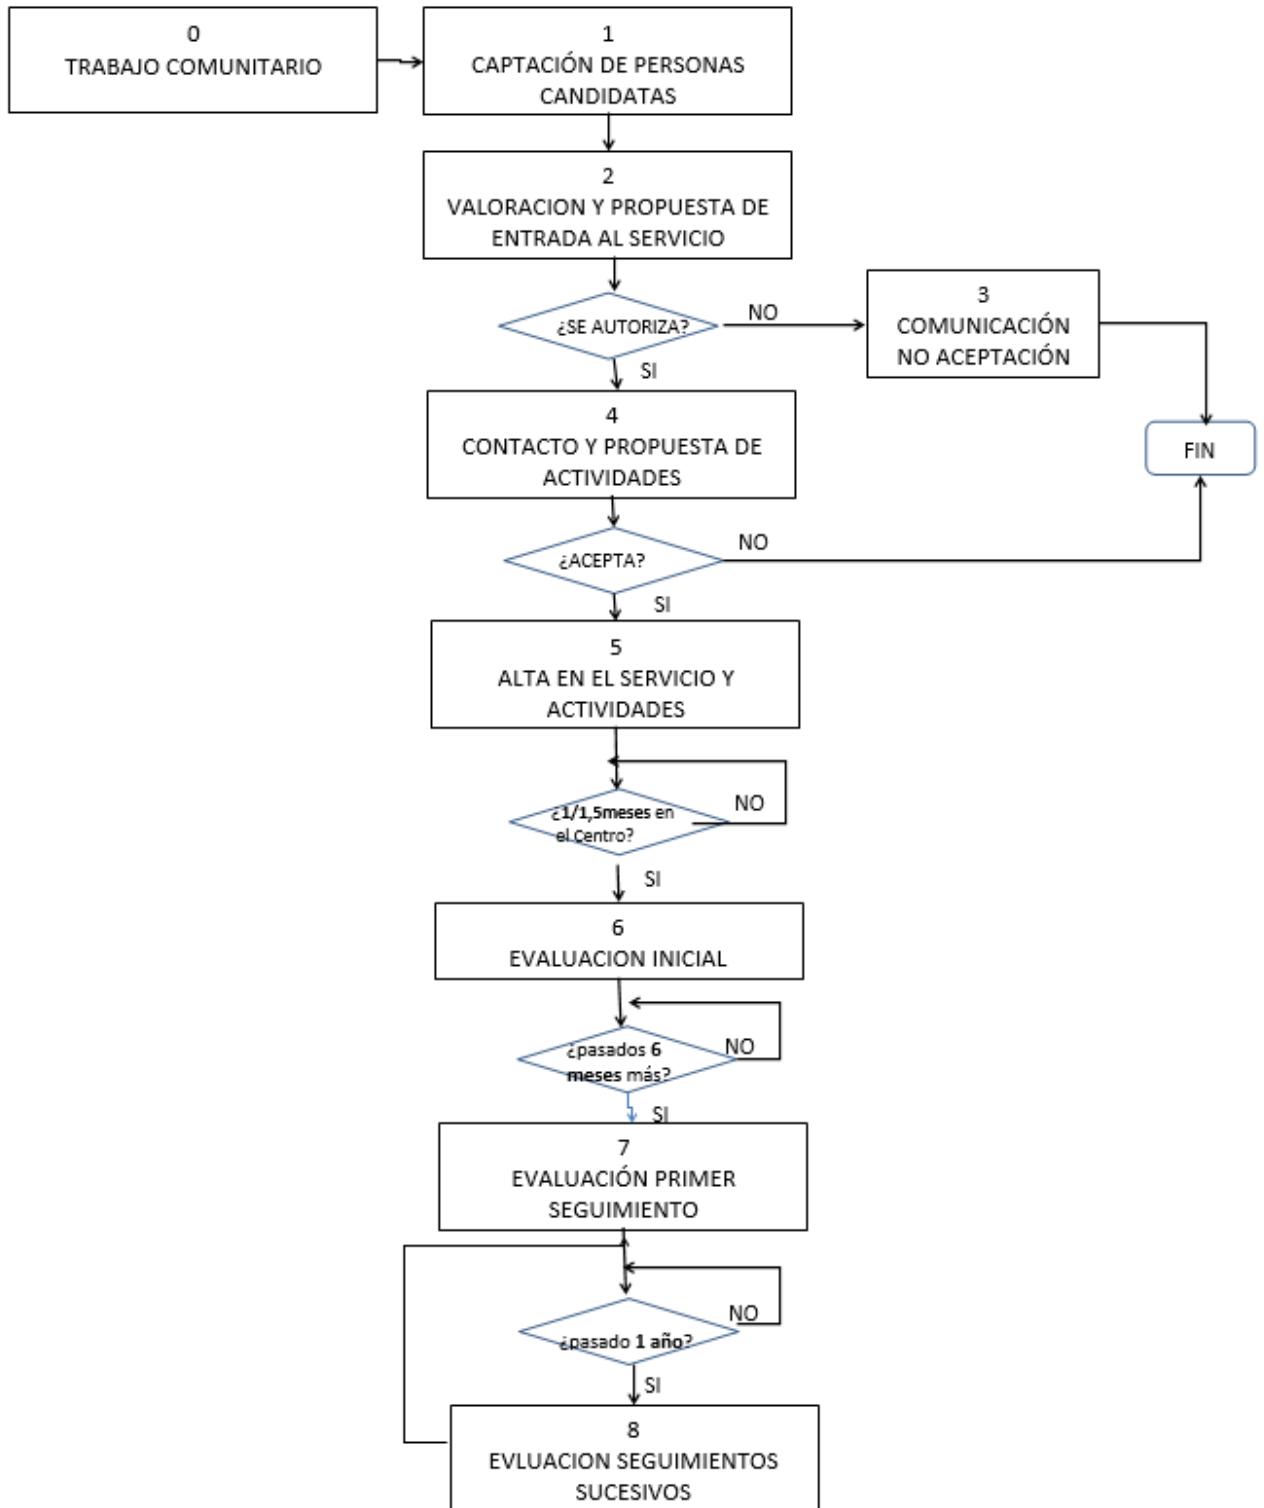 0
TRABAJO COMUNITARIO
1
CAPTACIÓN DE PERSONAS
CANDIDATAS
2
VALORACION Y PROPUESTA DE
ENTRADA AL SERVICIO
¿SE AUTORIZA?
NO
3
COMUNICACIÓN
NO ACEPTACIÓN
SI
4
CONTACTO Y PROPUESTA DE
ACTIVIDADES
FIN
¿ACEPTA?
NO
SI
5
ALTA EN EL SERVICIO Y
ACTIVIDADES
¿1/1,5meses en
el Centro?
NO
SI
6
EVALUACION INICIAL
¿pasados 6
meses más?
NO
SI
7
EVALUACIÓN PRIMER
SEGUIMIENTO
¿pasado 1 año?
NO
SI
8
EVLUACION SEGUIMIENTOS
SUCESIVOS